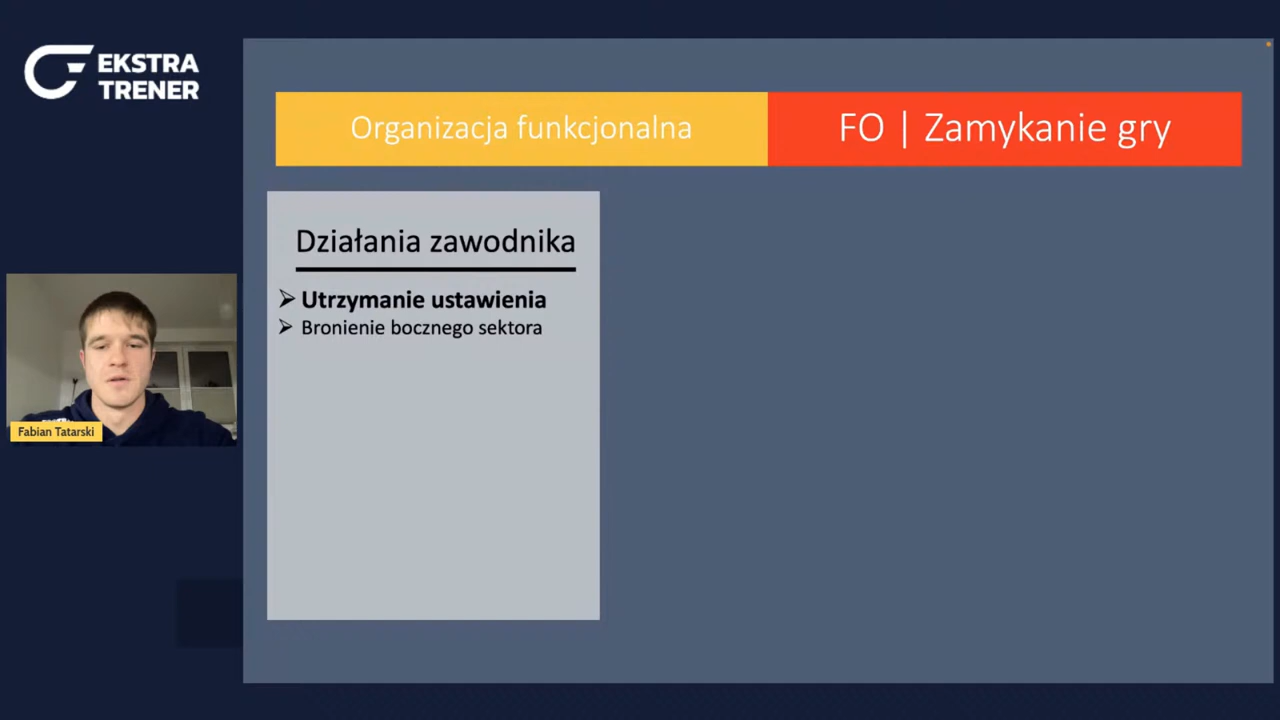 EKSTRA
TRENER
Organizacja funkcjonalna
FO | Zamykanie gry
Działania zawodnika
➢ Utrzymanie ustawienia
➢ Bronienie bocznego sektora
Fabian Tatarski